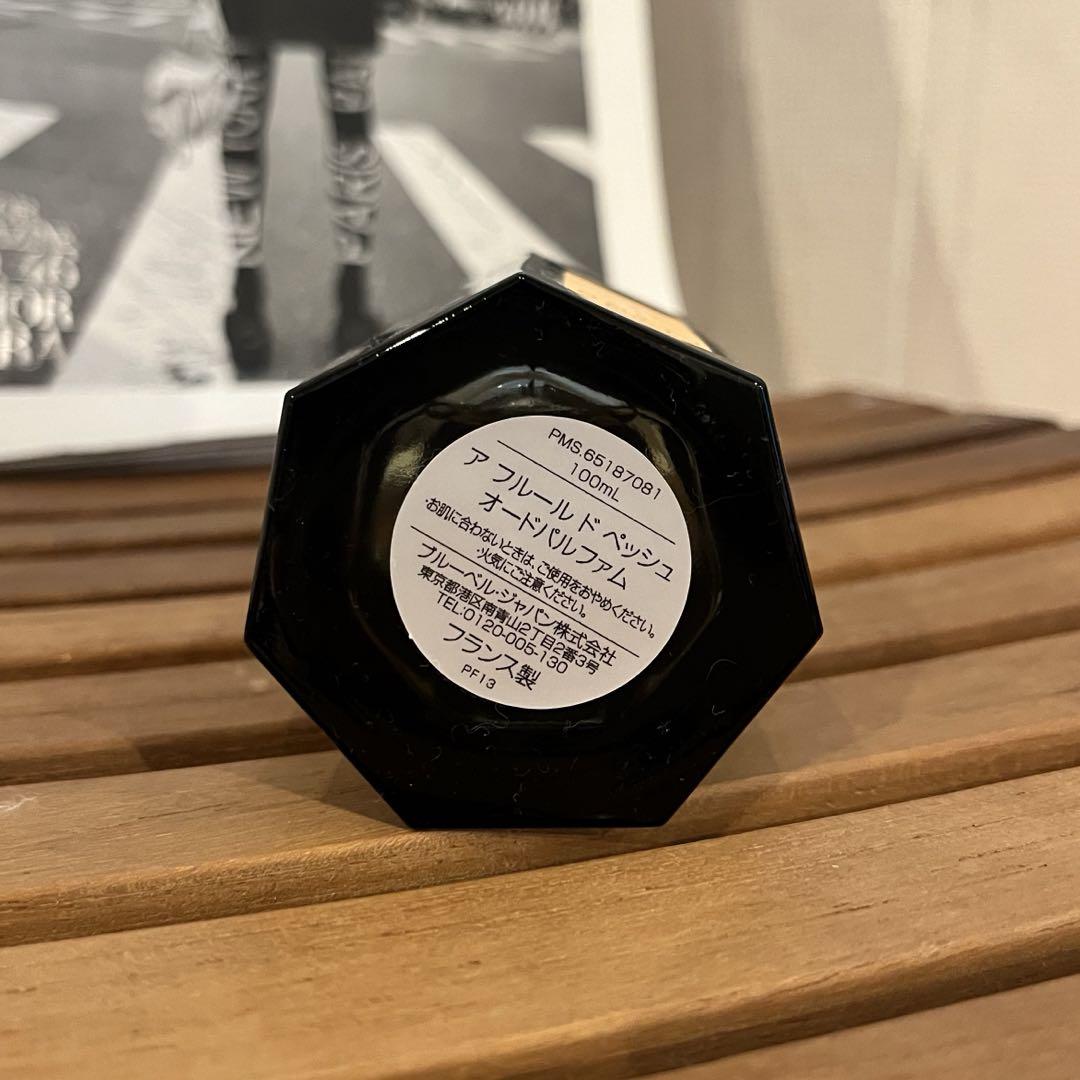 NEW YORK
PARIS
PMS.65187081
100mL
ア フルール ド ペッシュ
オードパルファム
・お肌に合わないときは、ご使用をおやめください。
・火気にご注意ください。
ブルーベル・ジャパン株式会社
東京都港区南青山2丁目2番3号
TEL:0120-005-130
フランス製
PF13